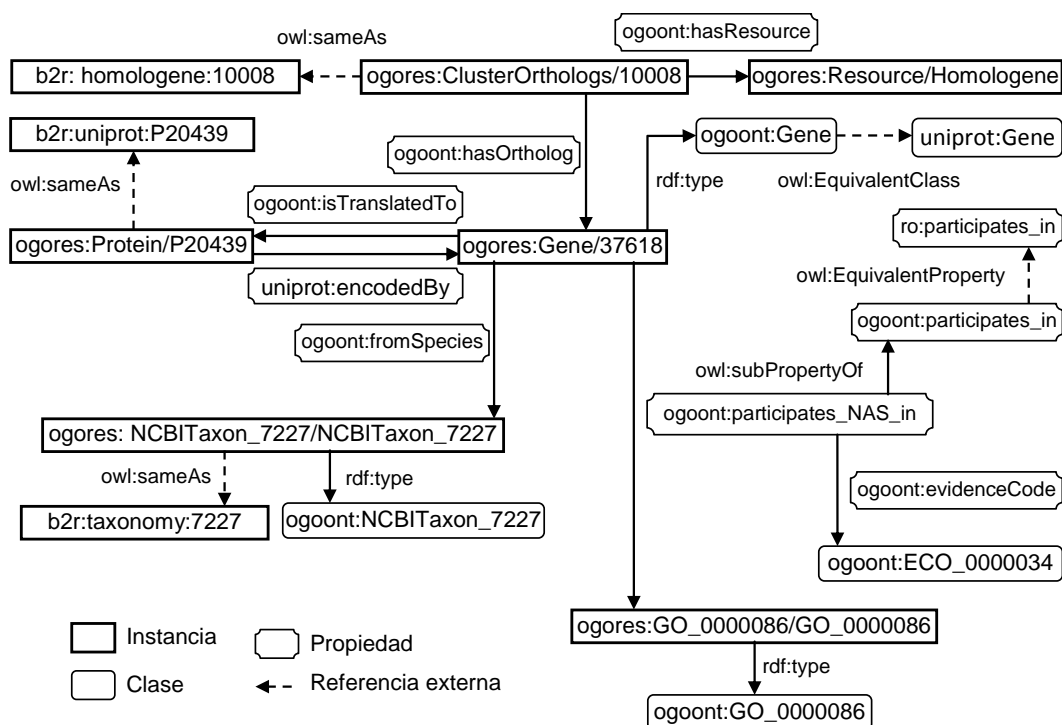 ogoont:hasResource
owl:sameAs
b2r: homologene:10008
ogores:ClusterOrthologs/10008
ogores:Resource/Homologene
b2r:uniprot:P20439
ogoont:Gene
uniprot:Gene
ogoont:hasOrtholog
owl:sameAs
rdf:type
owl:EquivalentClass
ogoont:isTranslatedTo
ogores:Protein/P20439
ogores:Gene/37618
ro:participates_in
uniprot:encodedBy
owl:EquivalentProperty
ogoont:fromSpecies
ogoont:participates_in
owl:subPropertyOf
ogoont:participates_NAS_in
ogores: NCBITaxon_7227/NCBITaxon_7227
owl:sameAs
rdf:type
ogoont:evidenceCode
b2r:taxonomy:7227
ogoont:NCBITaxon_7227
ogoont:ECO_0000034
ogores:GO_0000086/GO_0000086
Instancia
Propiedad
rdf:type
Clase
Referencia externa
ogoont:GO_0000086